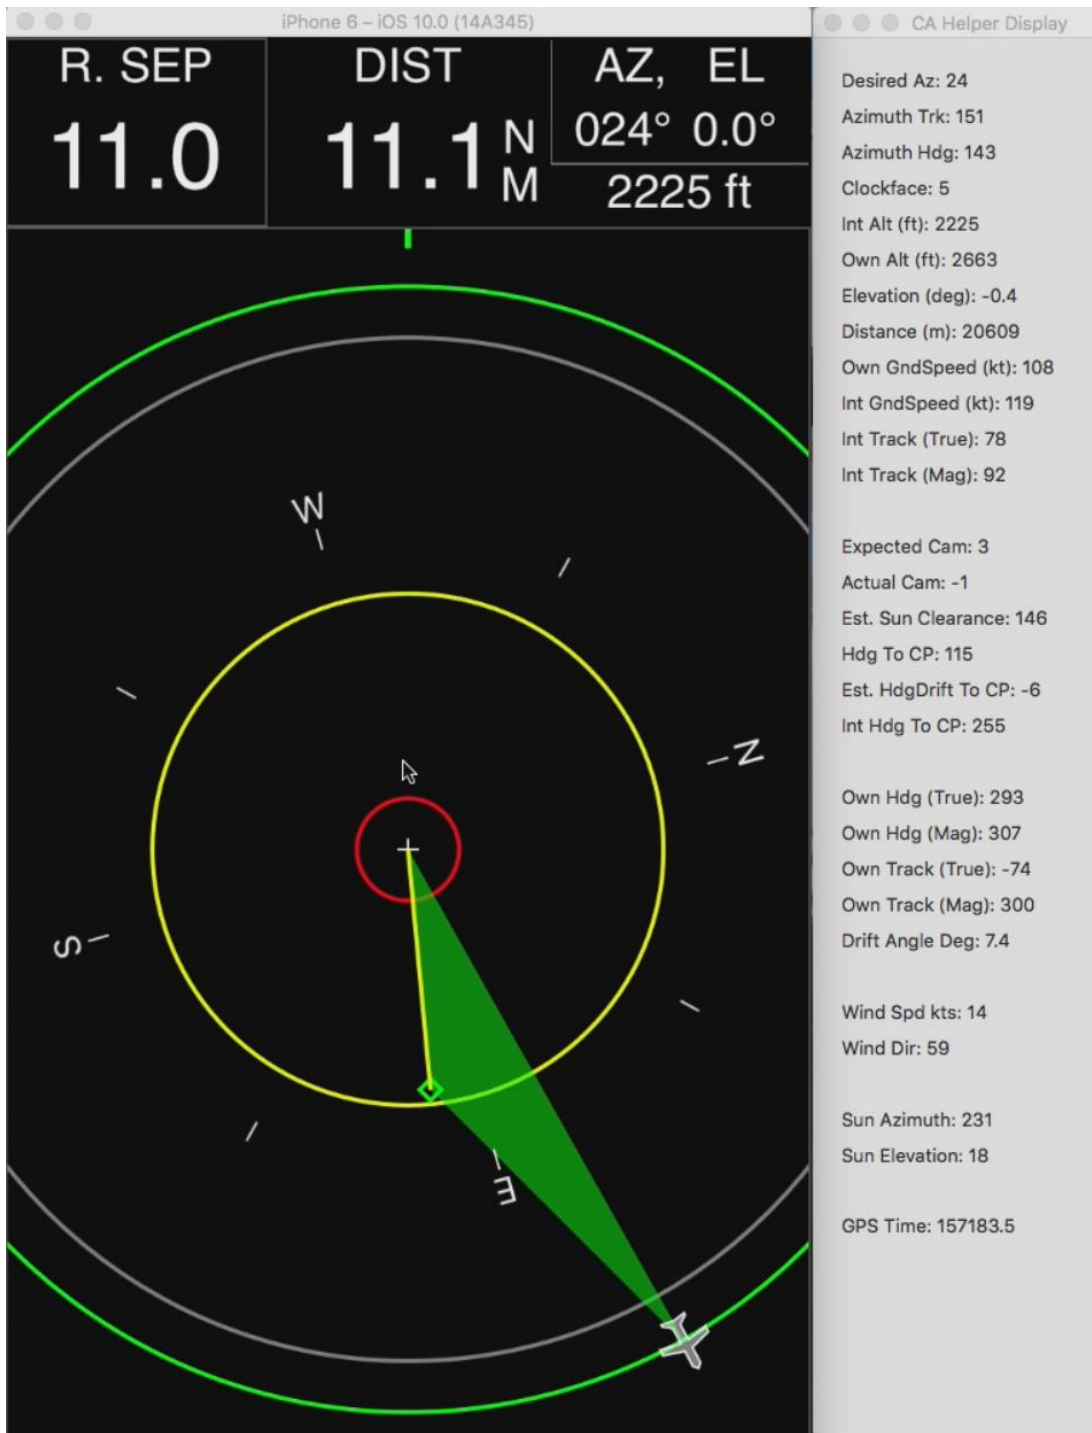 iPhone 6 – iOS 10.0 (14A345)
R. SEP
11.0
DIST
11.1 NM
AZ, EL
024° 0.0°
2225 ft
W
N
S
E
CA Helper Display
Desired Az: 24
Azimuth Trk: 151
Azimuth Hdg: 143
Clockface: 5
Int Alt (ft): 2225
Own Alt (ft): 2663
Elevation (deg): -0.4
Distance (m): 20609
Own GndSpeed (kt): 108
Int GndSpeed (kt): 119
Int Track (True): 78
Int Track (Mag): 92
Expected Cam: 3
Actual Cam: -1
Est. Sun Clearance: 146
Hdg To CP: 115
Est. HdgDrift To CP: -6
Int Hdg To CP: 255
Own Hdg (True): 293
Own Hdg (Mag): 307
Own Track (True): -74
Own Track (Mag): 300
Drift Angle Deg: 7.4
Wind Spd kts: 14
Wind Dir: 59
Sun Azimuth: 231
Sun Elevation: 18
GPS Time: 157183.5